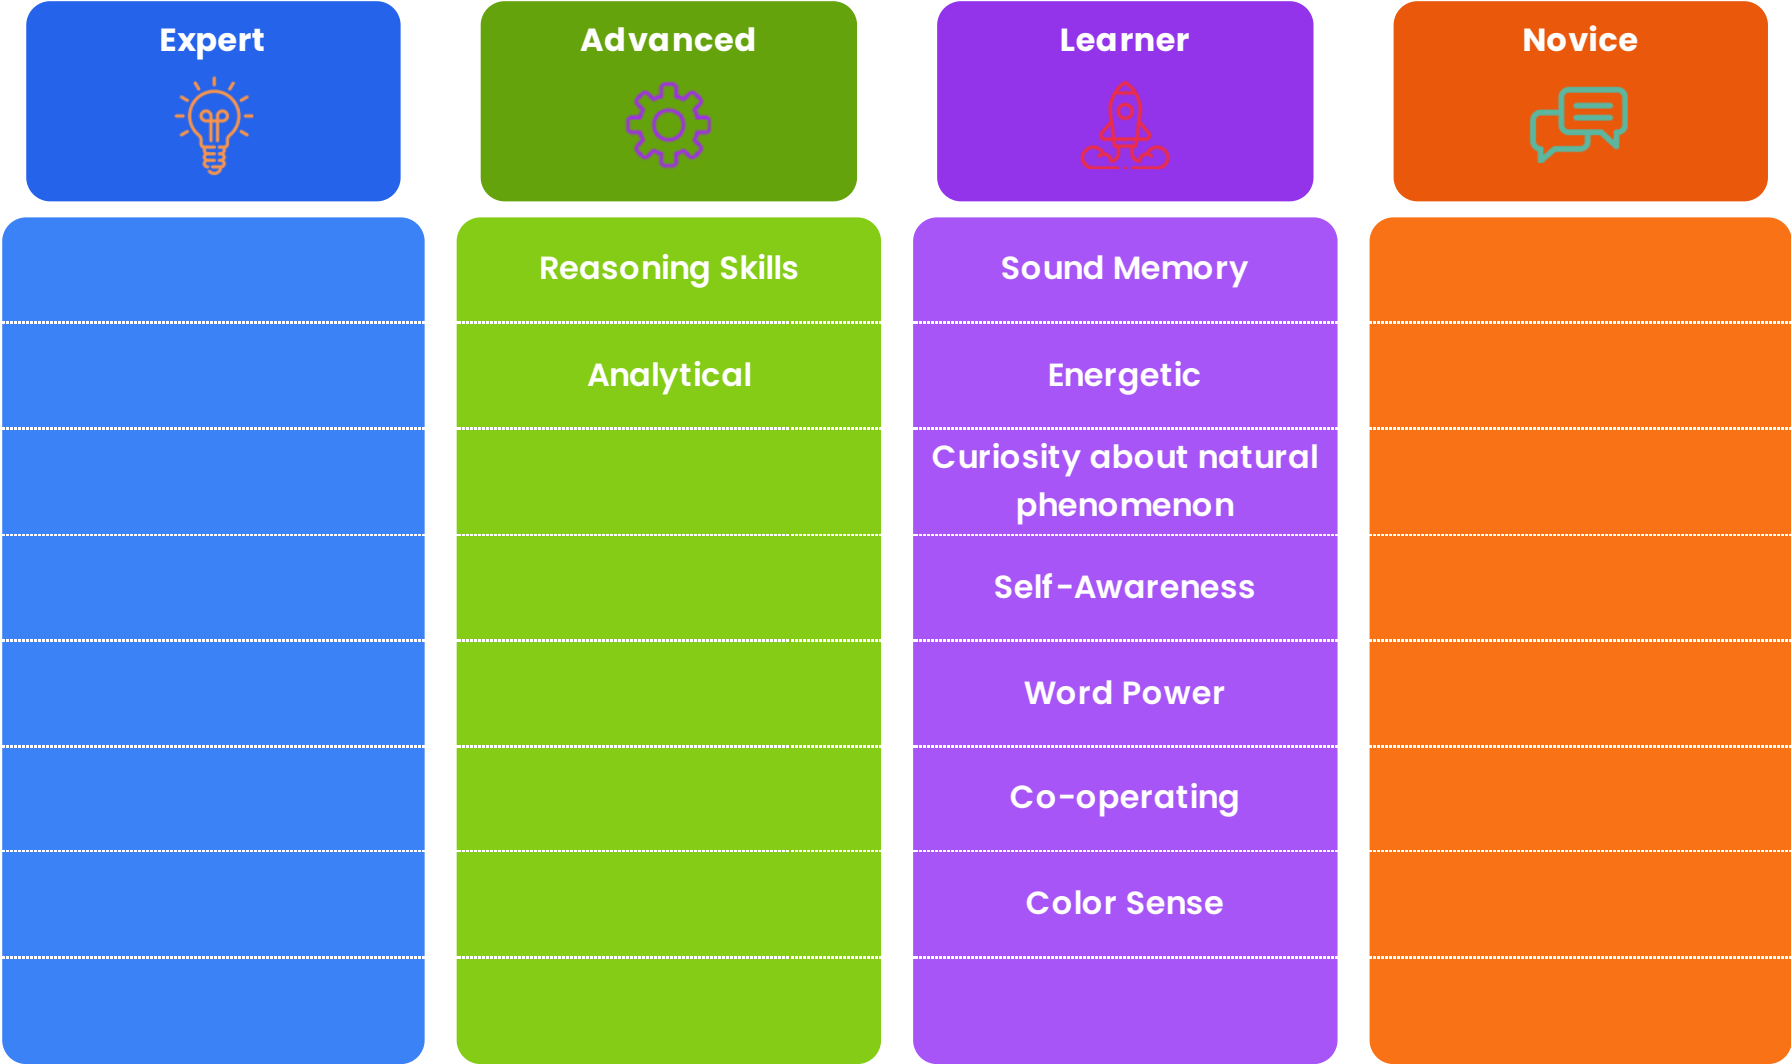 Expert
Advanced
Learner
Novice
Reasoning Skills
Sound Memory
Analytical
Energetic
Curiosity about natural
phenomenon
Self-Awareness
Word Power
Co-operating
Color Sense